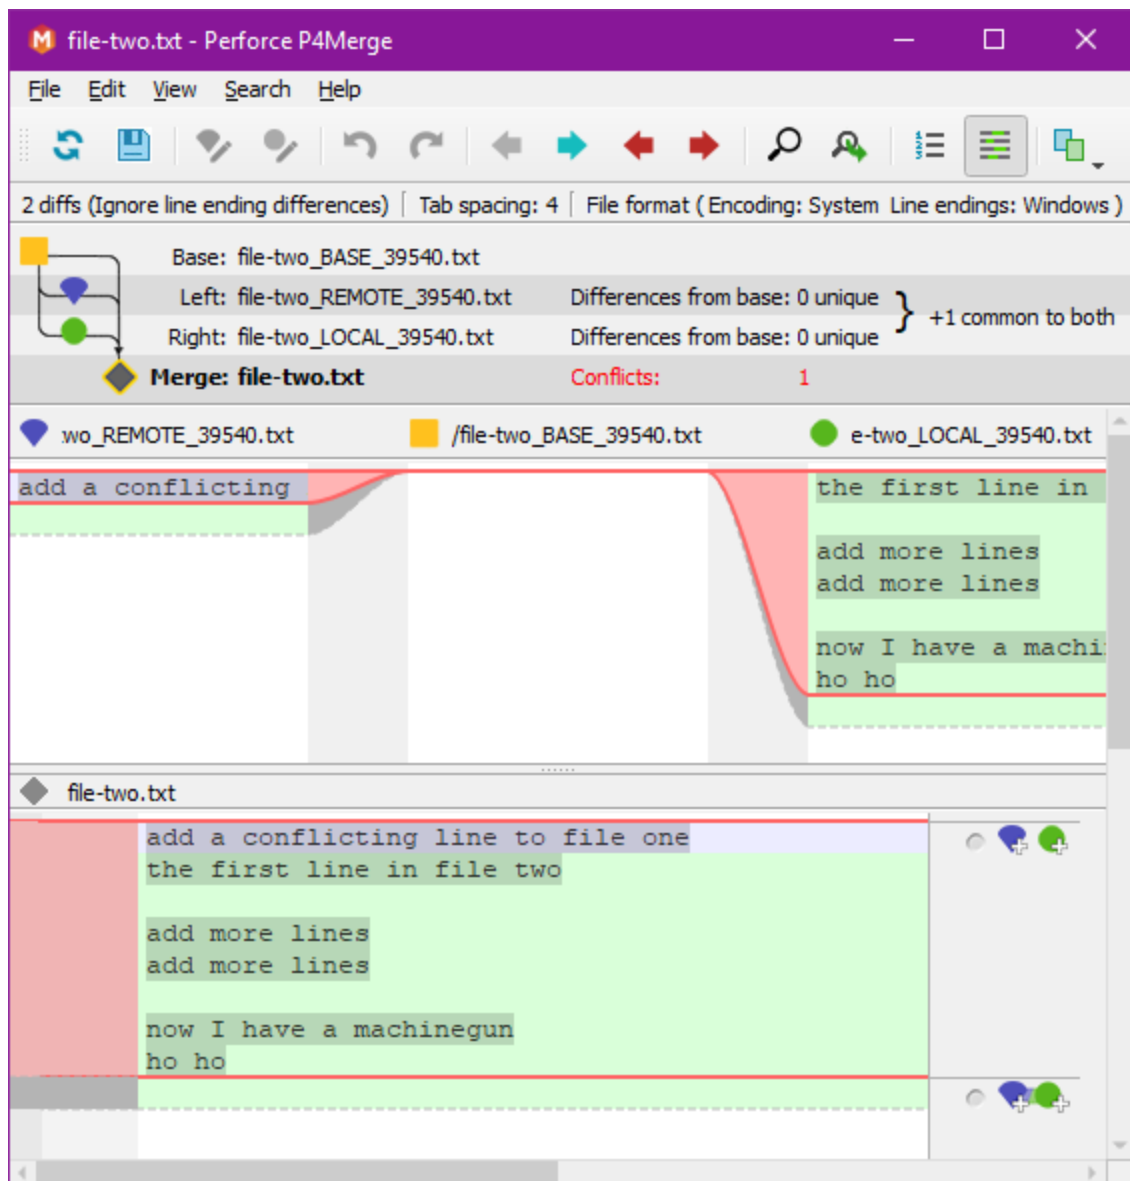 M file-two.txt - Perforce P4Merge
File Edit View Search Help
2 diffs (Ignore line ending differences) Tab spacing: 4 File format ( Encoding: System Line endings: Windows )
Base: file-two_BASE_39540.txt
Left: file-two_REMOTE_39540.txt Differences from base: 0 unique
} +1 common to both
Right: file-two_LOCAL_39540.txt Differences from base: 0 unique
Merge: file-two.txt Conflicts: 1
wo_REMOTE_39540.txt /file-two_BASE_39540.txt e-two_LOCAL_39540.txt
add a conflicting
the first line in
add more lines
add more lines
now I have a machi
ho ho
file-two.txt
add a conflicting line to file one
the first line in file two
add more lines
add more lines
now I have a machinegun
ho ho